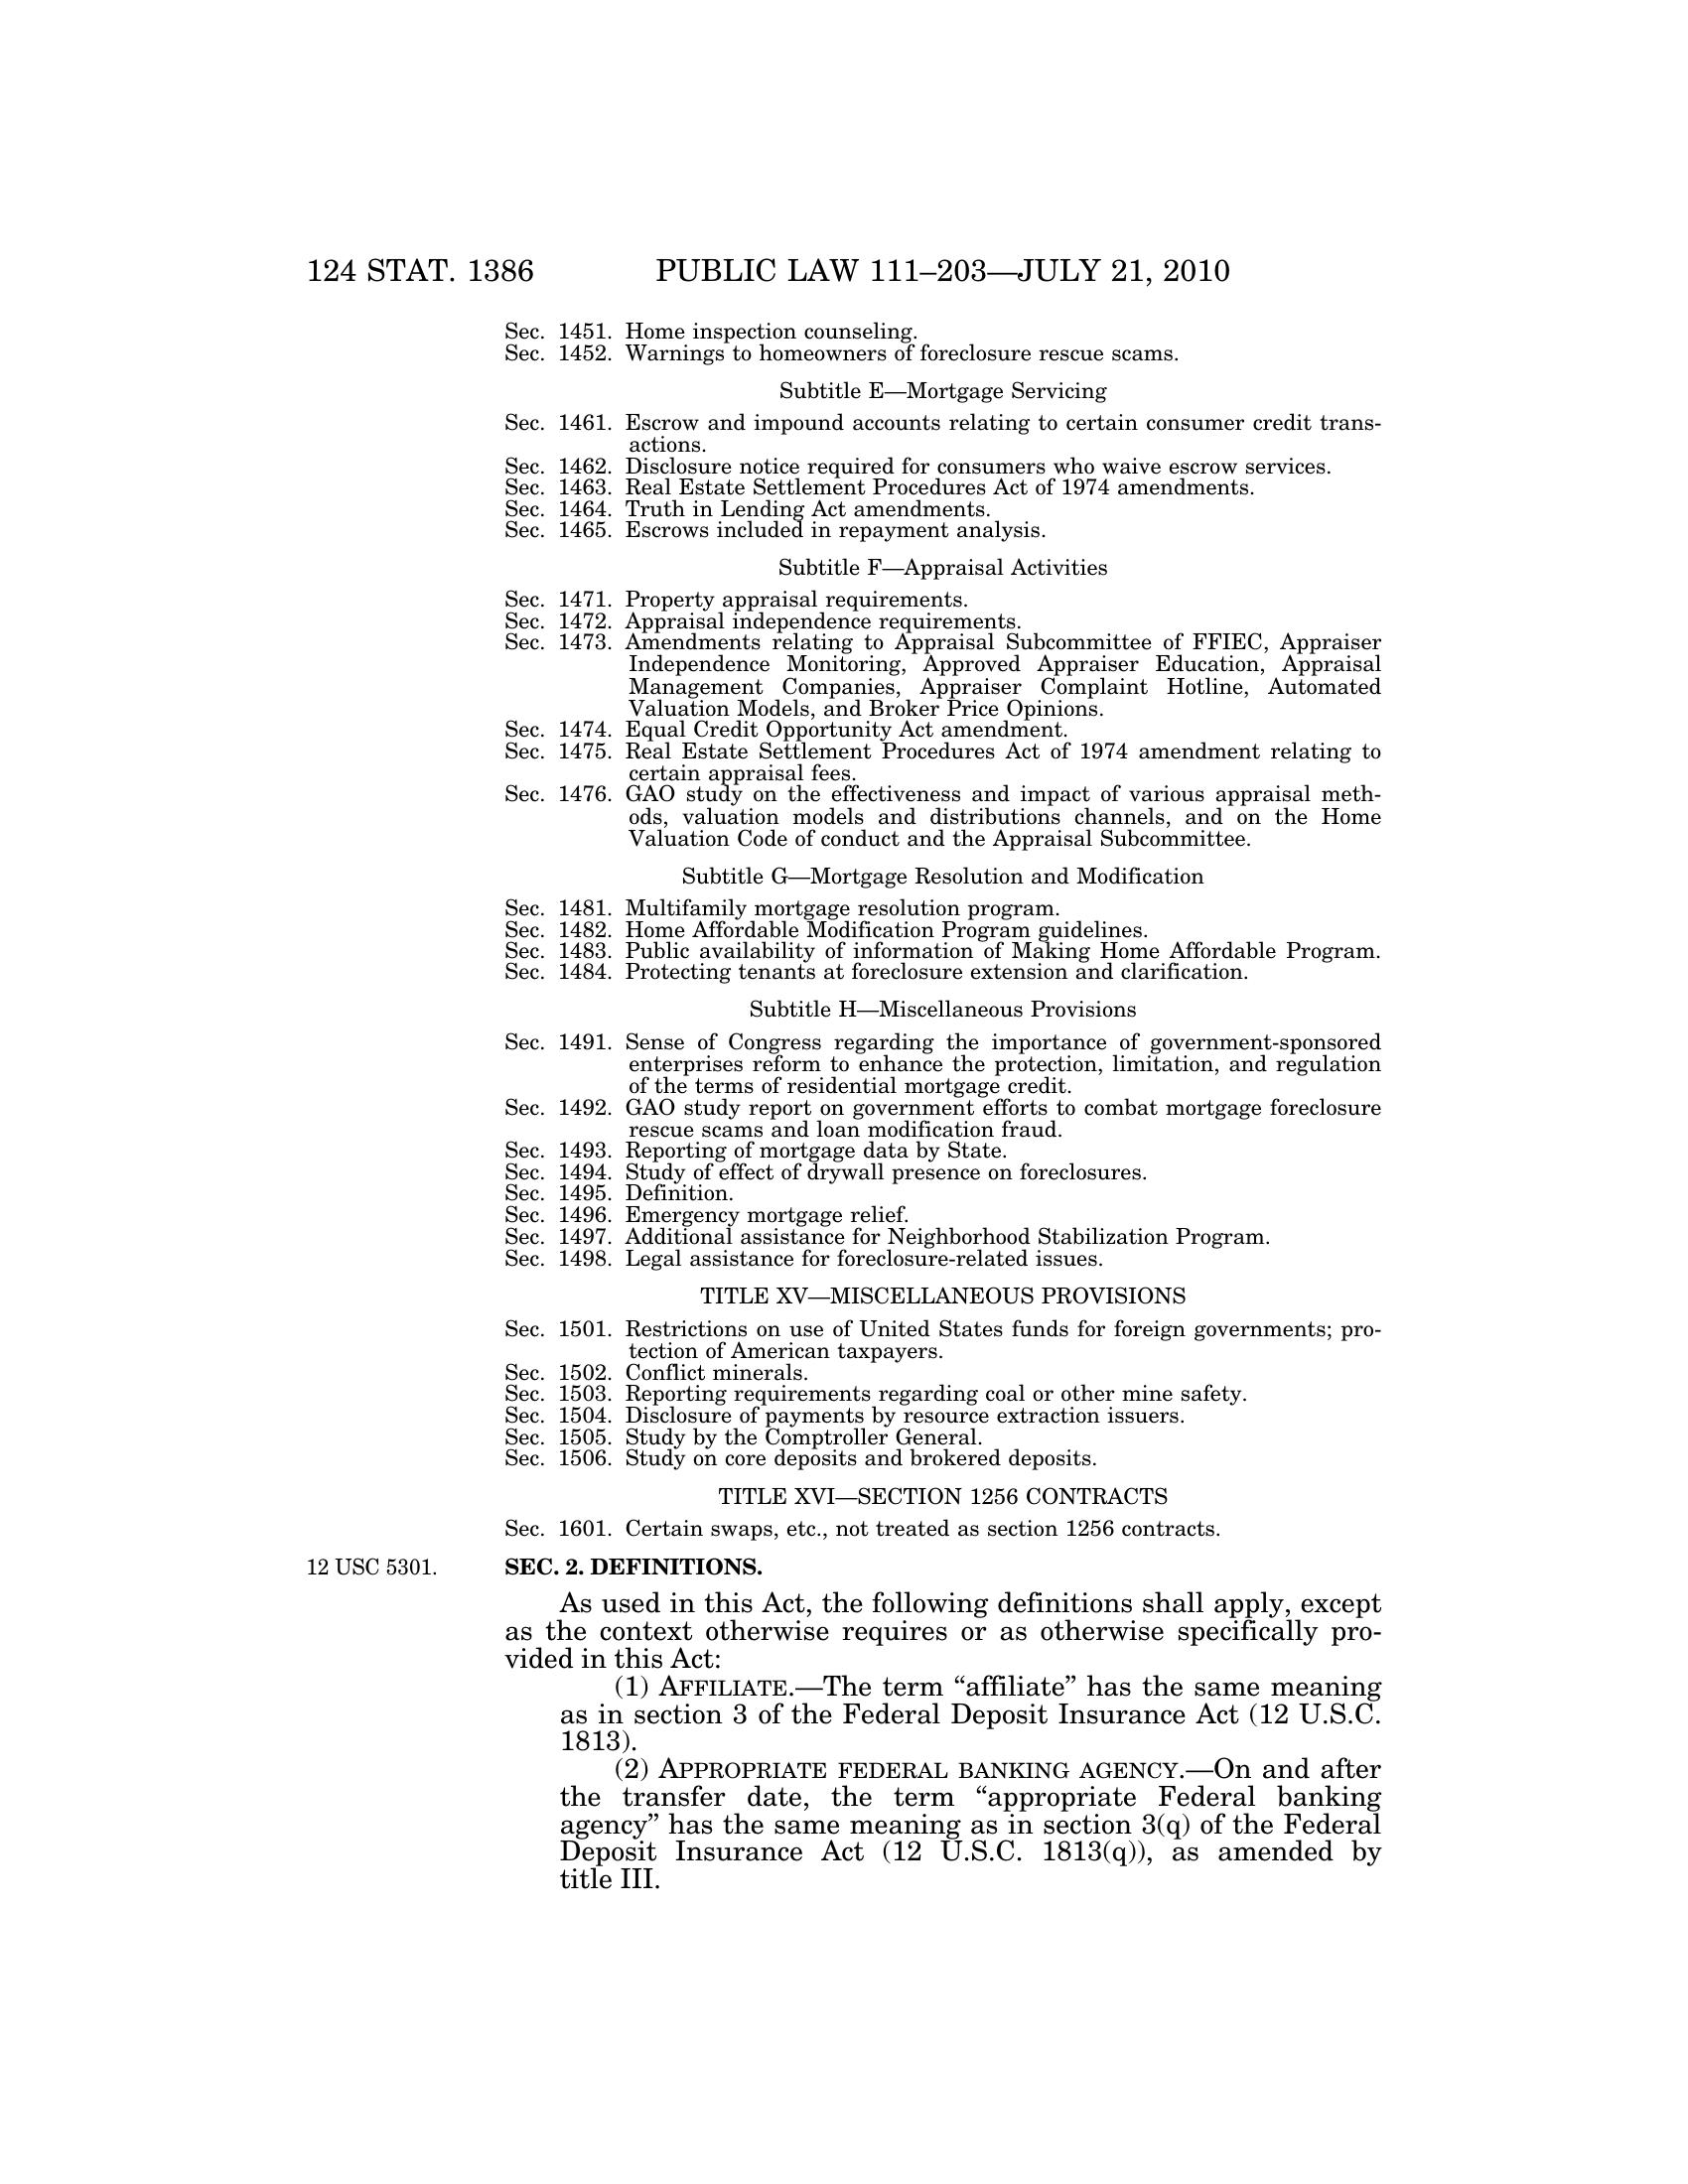 124 STAT. 1386
PUBLIC LAW 111–203—JULY 21, 2010
Sec. 1451. Home inspection counseling.
Sec. 1452. Warnings to homeowners of foreclosure rescue scams.
Subtitle E—Mortgage Servicing
Sec. 1461. Escrow and impound accounts relating to certain consumer credit trans-
actions.
Sec. 1462. Disclosure notice required for consumers who waive escrow services.
Sec. 1463. Real Estate Settlement Procedures Act of 1974 amendments.
Sec. 1464. Truth in Lending Act amendments.
Sec. 1465. Escrows included in repayment analysis.
Subtitle F—Appraisal Activities
Sec. 1471. Property appraisal requirements.
Sec. 1472. Appraisal independence requirements.
Sec. 1473. Amendments relating to Appraisal Subcommittee of FFIEC, Appraiser
Independence Monitoring, Approved Appraiser Education, Appraisal
Management Companies, Appraiser Complaint Hotline, Automated
Valuation Models, and Broker Price Opinions.
Sec. 1474. Equal Credit Opportunity Act amendment.
Sec. 1475. Real Estate Settlement Procedures Act of 1974 amendment relating to
certain appraisal fees.
Sec. 1476. GAO study on the effectiveness and impact of various appraisal meth-
ods, valuation models and distributions channels, and on the Home
Valuation Code of conduct and the Appraisal Subcommittee.
Subtitle G—Mortgage Resolution and Modification
Sec. 1481. Multifamily mortgage resolution program.
Sec. 1482. Home Affordable Modification Program guidelines.
Sec. 1483. Public availability of information of Making Home Affordable Program.
Sec. 1484. Protecting tenants at foreclosure extension and clarification.
Subtitle H—Miscellaneous Provisions
Sec. 1491. Sense of Congress regarding the importance of government-sponsored
enterprises reform to enhance the protection, limitation, and regulation
of the terms of residential mortgage credit.
Sec. 1492. GAO study report on government efforts to combat mortgage foreclosure
rescue scams and loan modification fraud.
Sec. 1493. Reporting of mortgage data by State.
Sec. 1494. Study of effect of drywall presence on foreclosures.
Sec. 1495. Definition.
Sec. 1496. Emergency mortgage relief.
Sec. 1497. Additional assistance for Neighborhood Stabilization Program.
Sec. 1498. Legal assistance for foreclosure-related issues.
TITLE XV—MISCELLANEOUS PROVISIONS
Sec. 1501. Restrictions on use of United States funds for foreign governments; pro-
tection of American taxpayers.
Sec. 1502. Conflict minerals.
Sec. 1503. Reporting requirements regarding coal or other mine safety.
Sec. 1504. Disclosure of payments by resource extraction issuers.
Sec. 1505. Study by the Comptroller General.
Sec. 1506. Study on core deposits and brokered deposits.
TITLE XVI—SECTION 1256 CONTRACTS
Sec. 1601. Certain swaps, etc., not treated as section 1256 contracts.
12 USC 5301.
SEC. 2. DEFINITIONS.
As used in this Act, the following definitions shall apply, except
as the context otherwise requires or as otherwise specifically pro-
vided in this Act:
(1) AFFILIATE.—The term “affiliate” has the same meaning
as in section 3 of the Federal Deposit Insurance Act (12 U.S.C.
1813).
(2) APPROPRIATE FEDERAL BANKING AGENCY.—On and after
the transfer date, the term “appropriate Federal banking
agency” has the same meaning as in section 3(q) of the Federal
Deposit Insurance Act (12 U.S.C. 1813(q)), as amended by
title III.